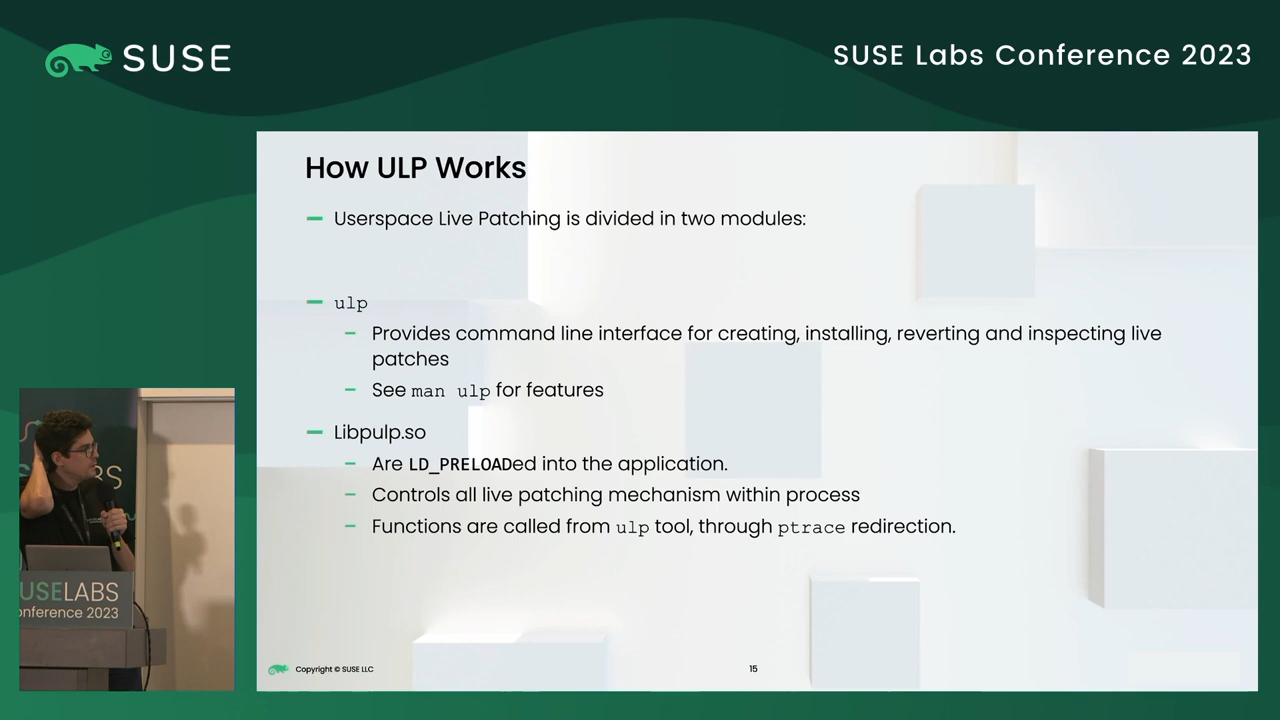 SUSE
SUSE Labs Conference 2023
How ULP Works
Userspace Live Patching is divided in two modules:
ulp
Provides command line interface for creating, installing, reverting and inspecting live
patches
See man ulp for features
Libpulp.so
Are LD_PRELOADed into the application.
Controls all live patching mechanism within process
Functions are called from ulp tool, through ptrace redirection.
USELABS
onference 2023
Copyright © SUSE LLC
15